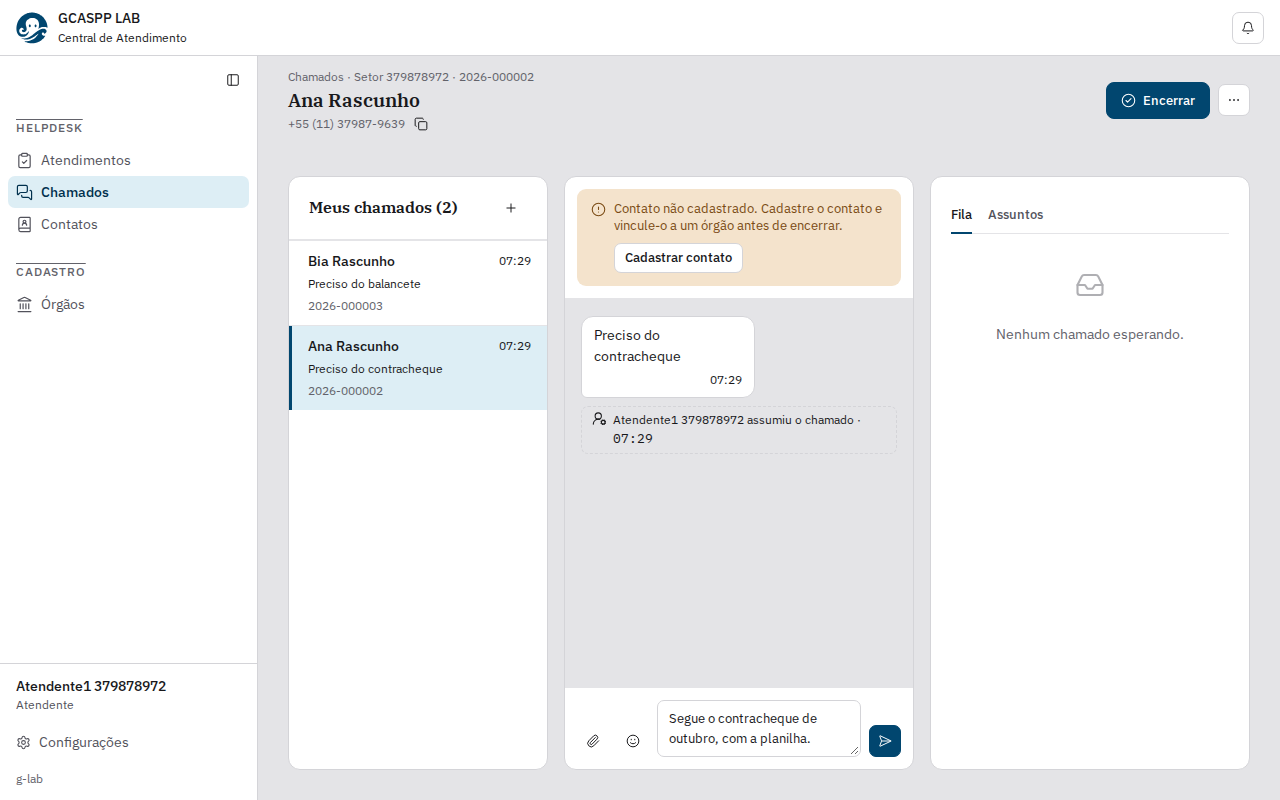 GCASPP LAB
Central de Atendimento
HELPDESK
Atendimentos
Chamados
Contatos
CADASTRO
Órgãos
Atendente1 379878972
Atendente
Configurações
g-lab
Chamados · Setor 379878972 · 2026-000002
Ana Rascunho
+55 (11) 37987-9639
Encerrar
Meus chamados (2)
Bia Rascunho 07:29
Preciso do balancete
2026-000003
Ana Rascunho 07:29
Preciso do contracheque
2026-000002
Contato não cadastrado. Cadastre o contato e
vincule-o a um órgão antes de encerrar.
Cadastrar contato
Preciso do
contracheque
07:29
Atendente1 379878972 assumiu o chamado ·
07:29
Segue o contracheque de
outubro, com a planilha.
Fila Assuntos
Nenhum chamado esperando.